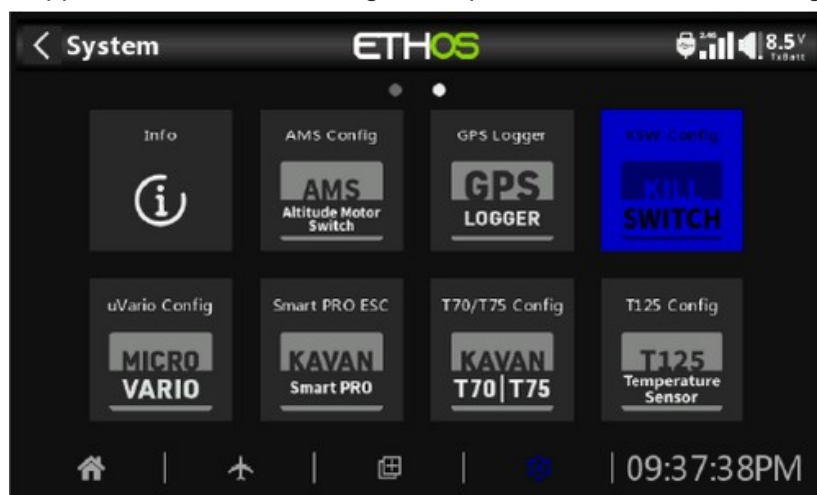 System
ETHOS
2.4G
8.5V
TxBatt
Info
AMS Config
GPS Logger
KSW Config
AMS
Altitude Motor
Switch
GPS
LOGGER
KILL
SWITCH
uVario Config
Smart PRO ESC
T70/T75 Config
T125 Config
MICRO
VARIO
KAVAN
Smart PRO
KAVAN
T70|T75
T125
Temperature
Sensor
09:37:38PM